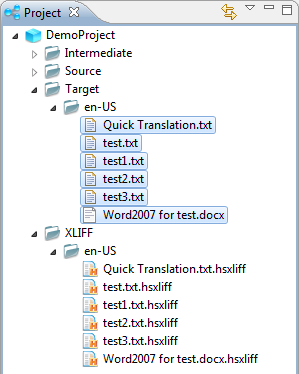 Project
DemoProject
Intermediate
Source
Target
en-US
Quick Translation.txt
test.txt
test1.txt
test2.txt
test3.txt
Word2007 for test.docx
XLIFF
en-US
Quick Translation.txt.hsxliff
test.txt.hsxliff
test1.txt.hsxliff
test2.txt.hsxliff
test3.txt.hsxliff
Word2007 for test.docx.hsxliff